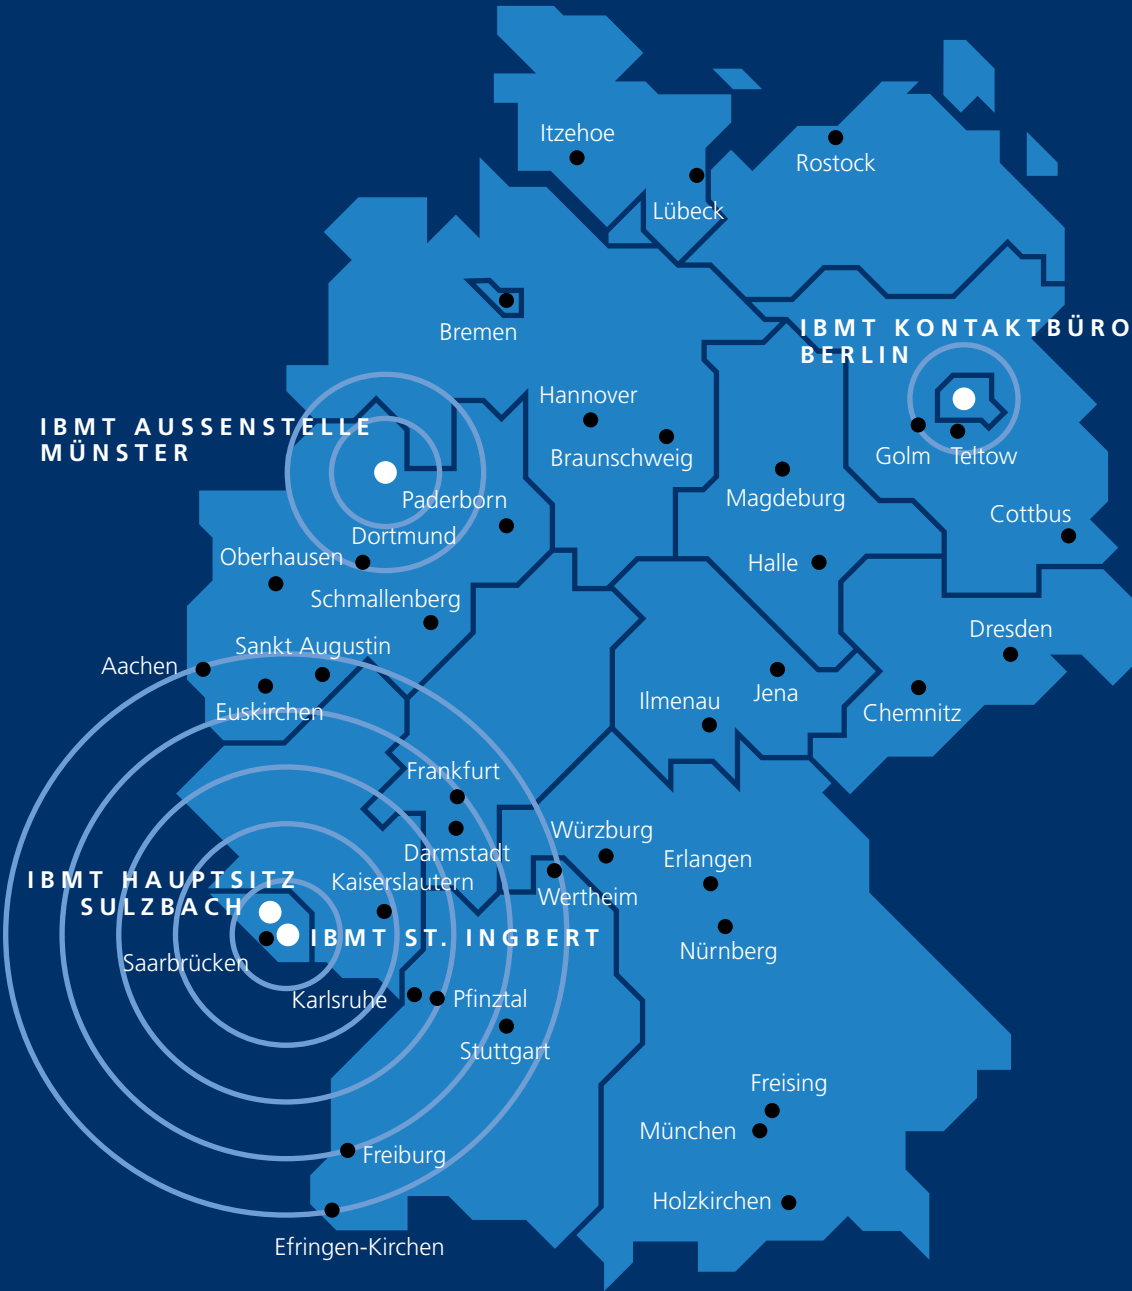 Itzehoe
Rostock
Lübeck
Bremen
IBMT KONTAKTBÜRO
BERLIN
Hannover
IBMT AUSSENSTELLE
MÜNSTER
Braunschweig
Golm
Teltow
Paderborn
Magdeburg
Cottbus
Dortmund
Oberhausen
Halle
Schmallenberg
Dresden
Sankt Augustin
Aachen
Jena
Ilmenau
Euskirchen
Chemnitz
Frankfurt
Würzburg
Darmstadt
Erlangen
IBMT HAUPTSITZ
SULZBACH
Kaiserslautern
Wertheim
IBMT ST. INGBERT
Nürnberg
Saarbrücken
Karlsruhe
Pfinztal
Stuttgart
Freising
München
Freiburg
Holzkirchen
Efringen-Kirchen